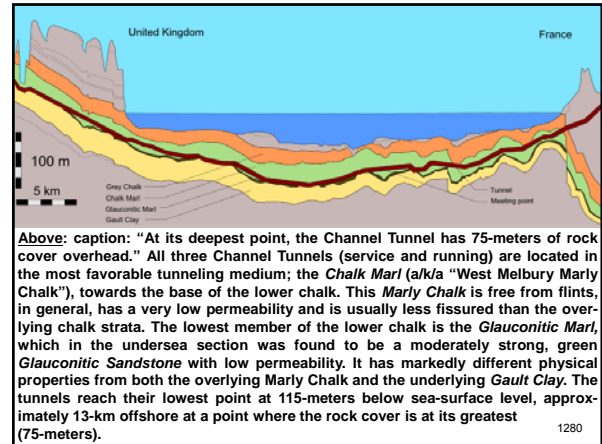 United Kingdom
France
100 m
5 km
Grey Chalk
Chalk Marl
Glauconitic Marl
Gault Clay
Tunnel
Meeting point
Above: caption: “At its deepest point, the Channel Tunnel has 75-meters of rock
cover overhead.” All three Channel Tunnels (service and running) are located in
the most favorable tunneling medium; the Chalk Marl (a/k/a “West Melbury Marly
Chalk”), towards the base of the lower chalk. This Marly Chalk is free from flints,
in general, has a very low permeability and is usually less fissured than the over-
lying chalk strata. The lowest member of the lower chalk is the Glauconitic Marl,
which in the undersea section was found to be a moderately strong, green
Glauconitic Sandstone with low permeability. It has markedly different physical
properties from both the overlying Marly Chalk and the underlying Gault Clay. The
tunnels reach their lowest point at 115-meters below sea-surface level, approx-
imately 13-km offshore at a point where the rock cover is at its greatest
(75-meters).
1280